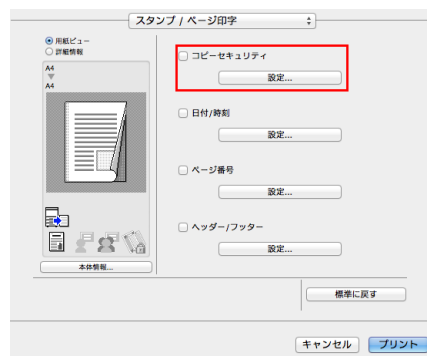 スタンプ / ページ印字
用紙ビュー
詳細情報
A4
A4
本体情報...
コピーセキュリティ
設定...
日付/時刻
設定...
ページ番号
設定...
ヘッダー/フッター
設定...
標準に戻す
キャンセル
プリント